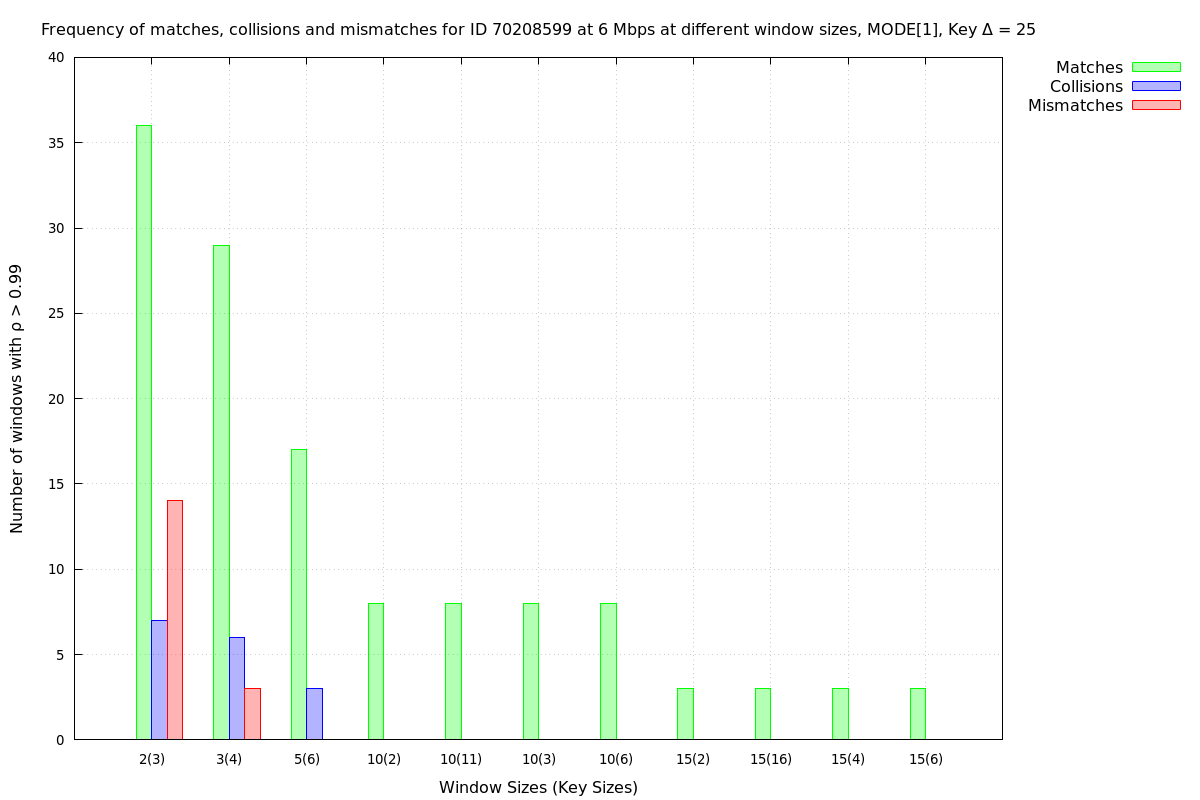 Frequency of matches, collisions and mismatches for ID 70208599 at 6 Mbps at different window sizes, MODE[1], Key Δ = 25
Matches
Collisions
Mismatches
Number of windows with ρ > 0.99
40
35
30
25
20
15
10
5
0
2(3) 3(4) 5(6) 10(2) 10(11) 10(3) 10(6) 15(2) 15(16) 15(4) 15(6)
Window Sizes (Key Sizes)